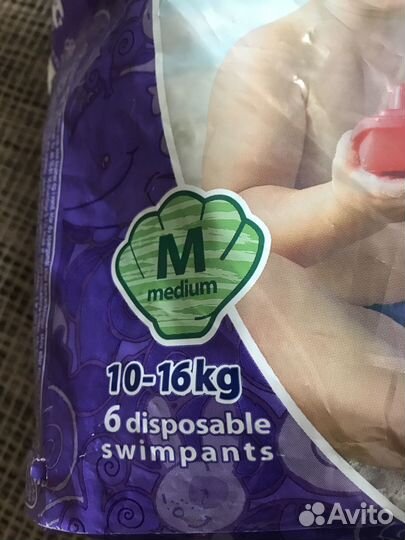 M
medium
10-16kg
6 disposable
swimpants
Avito